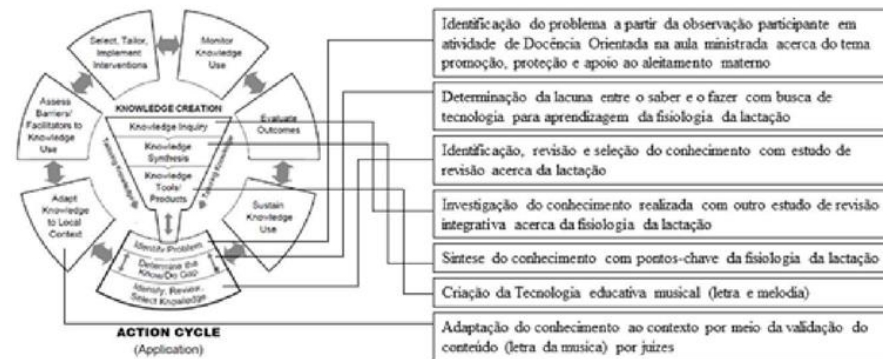 Select, Tailor,
Implement
Interventions
Monitor
Knowledge
Use
Assess
Barriers/
Facilitators to
Knowledge
Use
KNOWLEDGE CREATION
Knowledge Inquiry
Knowledge
Synthesis
Knowledge
Tools/
Products
Tailoring Knowledge
Tailoring Knowledge
Evaluate
Outcomes
Adapt
Knowledge
to Local
Context
Sustain
Knowledge
Use
Identify Problem
Determine the
Know/Do Gap
Identify, Review,
Select Knowledge
ACTION CYCLE
(Application)
Identificação do problema a partir da observação participante em
atividade de Docência Orientada na aula ministrada acerca do tema
promoção, proteção e apoio ao aleitamento materno
Determinação da lacuna entre o saber e o fazer com busca de
tecnologia para aprendizagem da fisiologia da lactação
Identificação, revisão e seleção do conhecimento com estudo de
revisão acerca da lactação
Investigação do conhecimento realizada com outro estudo de revisão
integrativa acerca da fisiologia da lactação
Síntese do conhecimento com pontos-chave da fisiologia da lactação
Criação da Tecnologia educativa musical (letra e melodia)
Adaptação do conhecimento ao contexto por meio da validação do
conteúdo (letra da musica) por juízes